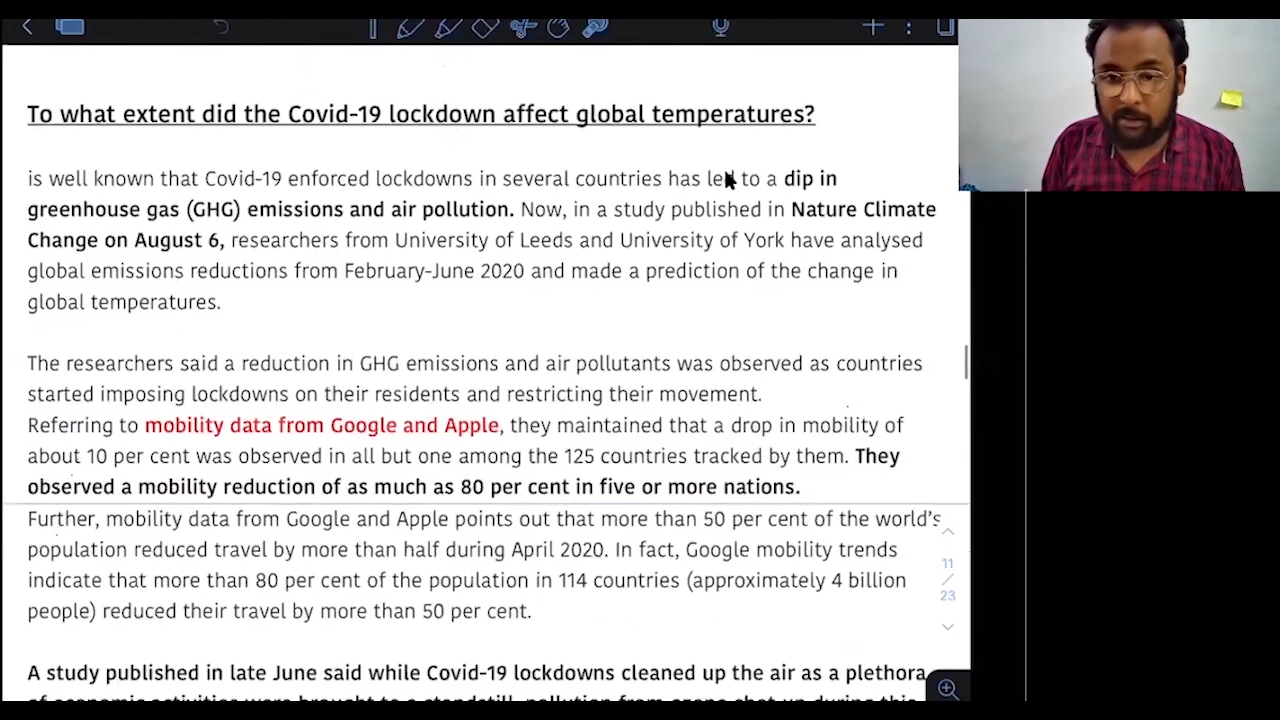 To what extent did the Covid-19 lockdown affect global temperatures?
is well known that Covid-19 enforced lockdowns in several countries has led to a dip in
greenhouse gas (GHG) emissions and air pollution. Now, in a study published in Nature Climate
Change on August 6, researchers from University of Leeds and University of York have analysed
global emissions reductions from February-June 2020 and made a prediction of the change in
global temperatures.
The researchers said a reduction in GHG emissions and air pollutants was observed as countries
started imposing lockdowns on their residents and restricting their movement.
Referring to mobility data from Google and Apple, they maintained that a drop in mobility of
about 10 per cent was observed in all but one among the 125 countries tracked by them. They
observed a mobility reduction of as much as 80 per cent in five or more nations.
Further, mobility data from Google and Apple points out that more than 50 per cent of the world's
population reduced travel by more than half during April 2020. In fact, Google mobility trends
indicate that more than 80 per cent of the population in 114 countries (approximately 4 billion
people) reduced their travel by more than 50 per cent.
11
/
23
A study published in late June said while Covid-19 lockdowns cleaned up the air as a plethora